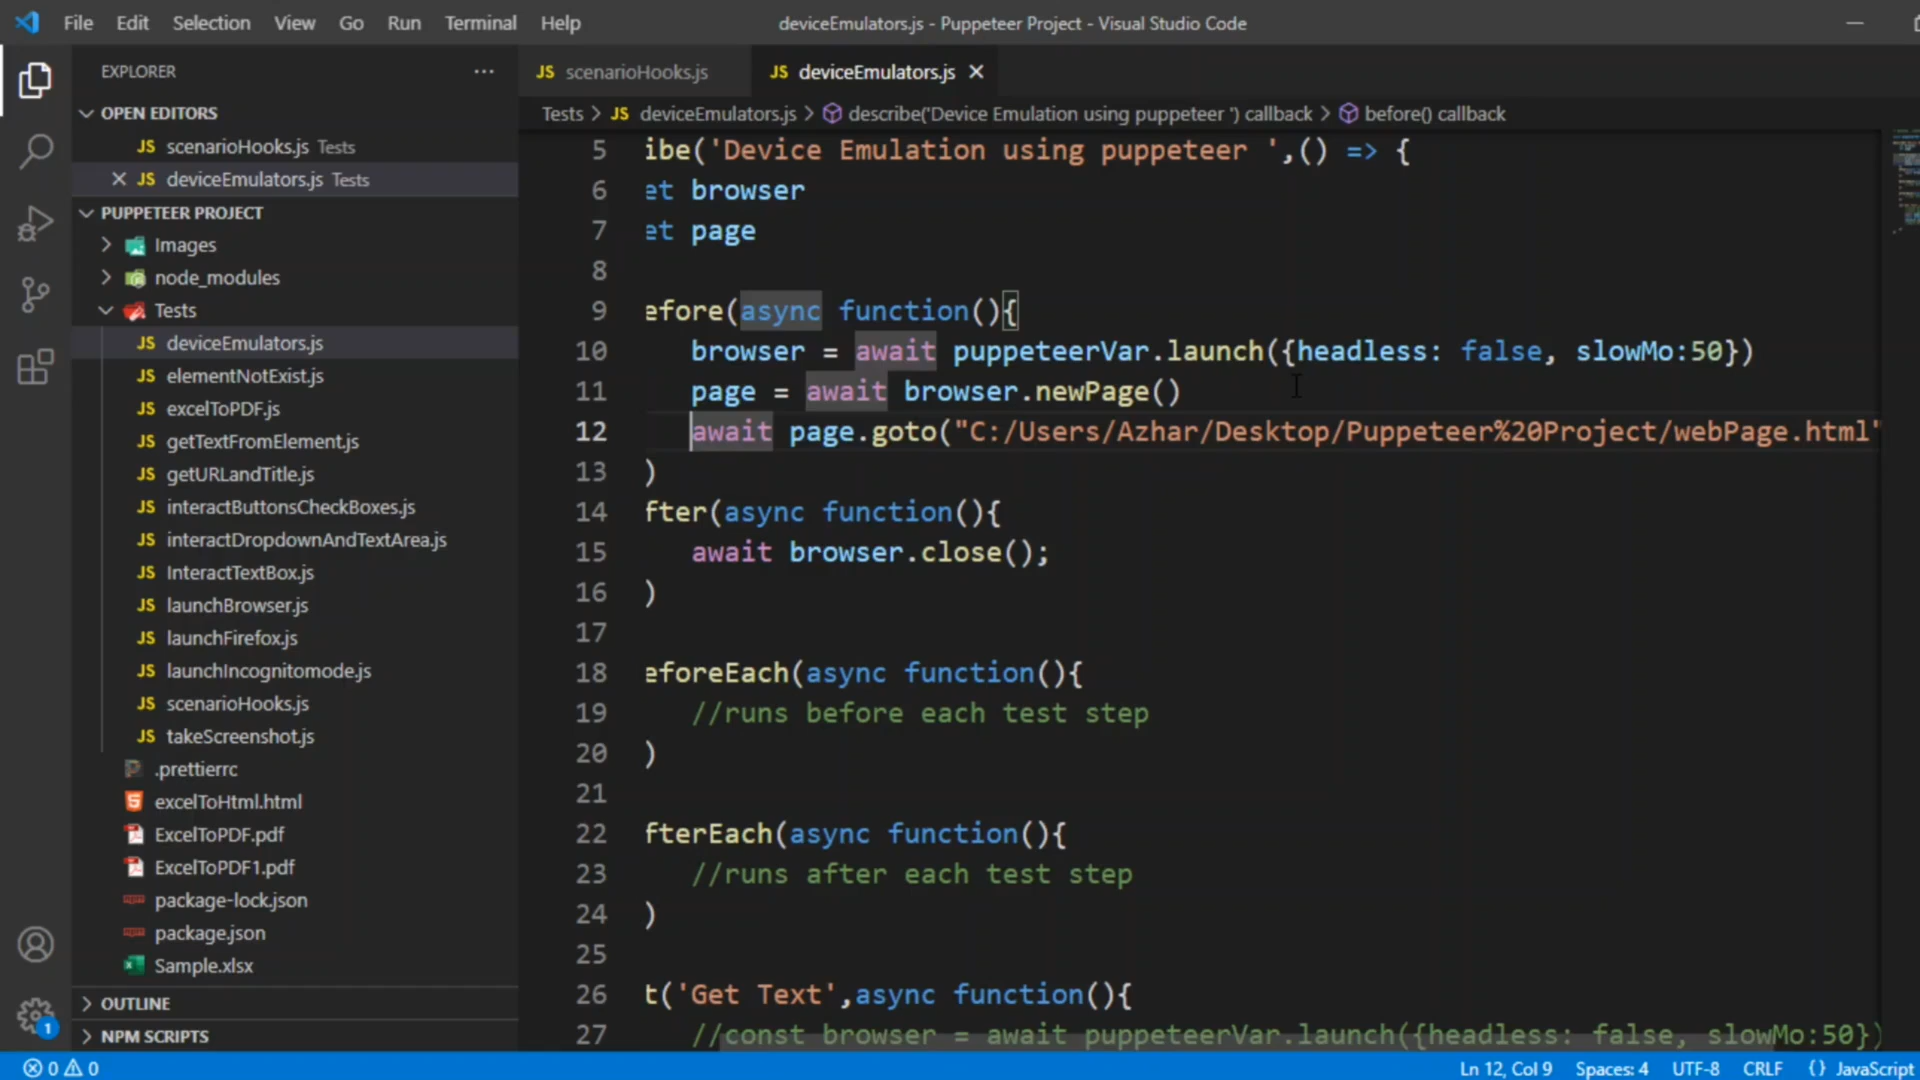 File Edit Selection View Go Run Terminal Help
deviceEmulators.js - Puppeteer Project - Visual Studio Code
EXPLORER ···
OPEN EDITORS
JS scenarioHooks.js Tests
JS deviceEmulators.js Tests
PUPPETEER PROJECT
Images
node_modules
Tests
JS deviceEmulators.js
JS elementNotExist.js
JS excelToPDF.js
JS getTextFromElement.js
JS getURLandTitle.js
JS interactButtonsCheckBoxes.js
JS interactDropdownAndTextArea.js
JS InteractTextBox.js
JS launchBrowser.js
JS launchFirefox.js
JS launchIncognitomode.js
JS scenarioHooks.js
JS takeScreenshot.js
.prettierrc
excelToHtml.html
ExcelToPDF.pdf
ExcelToPDF1.pdf
package-lock.json
package.json
Sample.xlsx
OUTLINE
NPM SCRIPTS
JS scenarioHooks.js JS deviceEmulators.js
Tests > JS deviceEmulators.js > describe('Device Emulation using puppeteer ') callback > before() callback
5 ibe('Device Emulation using puppeteer ',() => {
6 et browser
7 et page
8
9 efore(async function(){
10 browser = await puppeteerVar.launch({headless: false, slowMo:50})
11 page = await browser.newPage()
12 await page.goto("C:/Users/Azhar/Desktop/Puppeteer%20Project/webPage.html"
13 )
14 fter(async function(){
15 await browser.close();
16 )
17
18 eforeEach(async function(){
19 //runs before each test step
20 )
21
22 fterEach(async function(){
23 //runs after each test step
24 )
25
26 t('Get Text',async function(){
27 //const browser = await puppeteerVar.launch({headless: false, slowMo:50})
1
0 0 Ln 12, Col 9 Spaces: 4 UTF-8 CRLF {} JavaScript